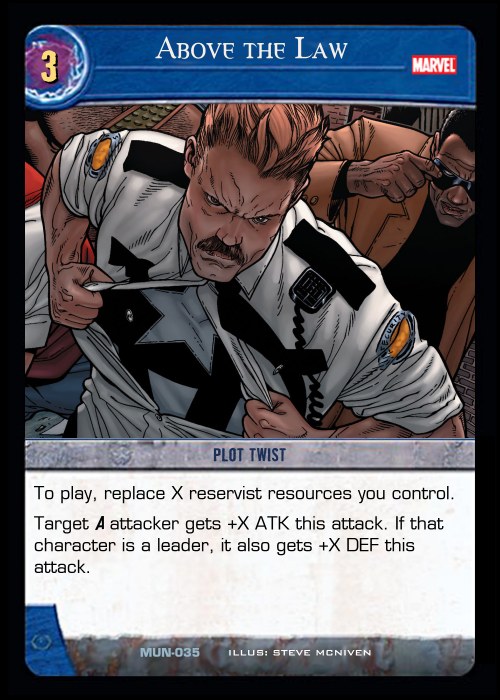 3
Above the Law
MARVEL
SECURITY
PLOT TWIST
To play, replace X reservist resources you control.
Target A attacker gets +X ATK this attack. If that
character is a leader, it also gets +X DEF this
attack.
MUN-035 ILLUS: STEVE MCNIVEN